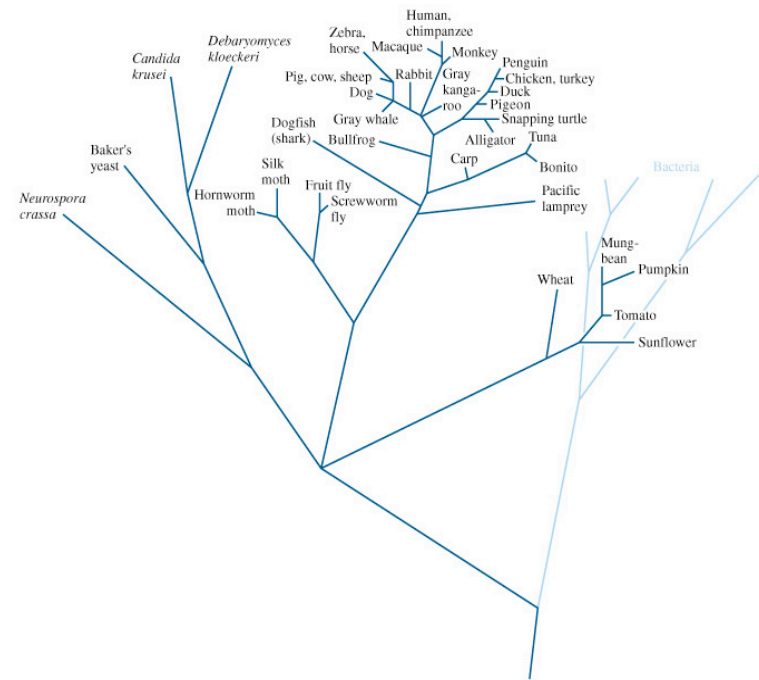 Human,
chimpanzee
Zebra,
horse
Macaque
Monkey
Debaryomyces
kloeckeri
Candida
krusei
Penguin
Pig, cow, sheep
Rabbit
Gray
kanga-
roo
Chicken, turkey
Dog
Duck
Pigeon
Gray whale
Snapping turtle
Dogfish
(shark)
Bullfrog
Alligator
Tuna
Baker's
yeast
Carp
Bonito
Silk
moth
Fruit fly
Bacteria
Neurospora
crassa
Hornworm
moth
Screwworm
fly
Pacific
lamprey
Mung-
bean
Pumpkin
Wheat
Tomato
Sunflower